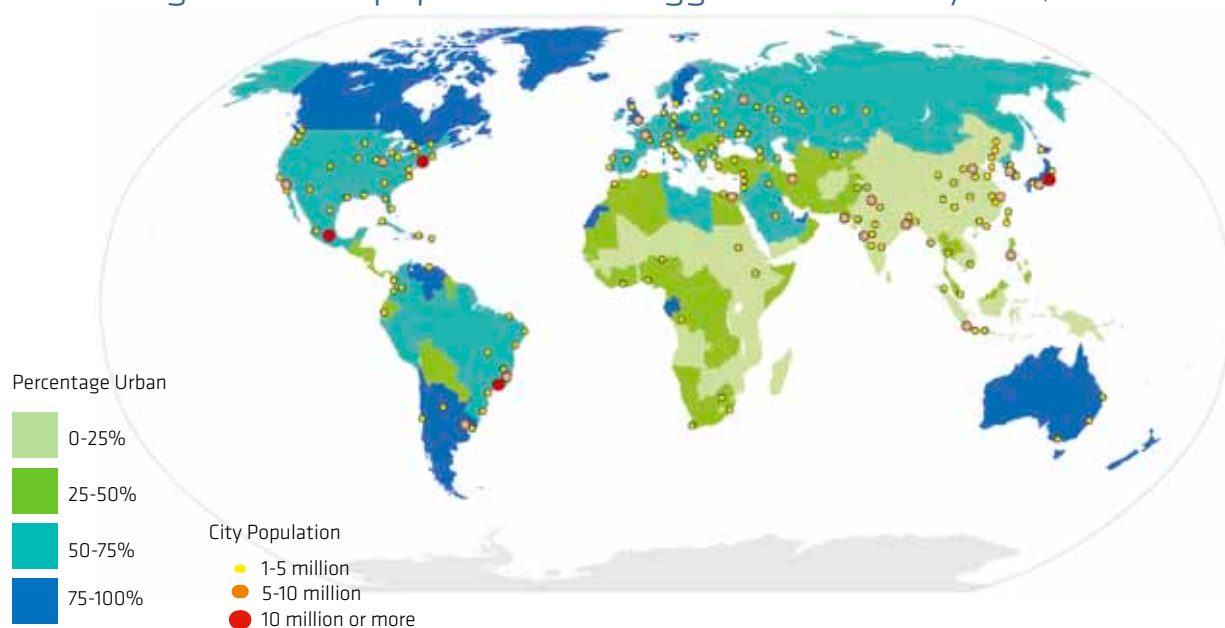 Percentage Urban
0-25%
25-50%
50-75%
75-100%
City Population
1-5 million
5-10 million
10 million or more